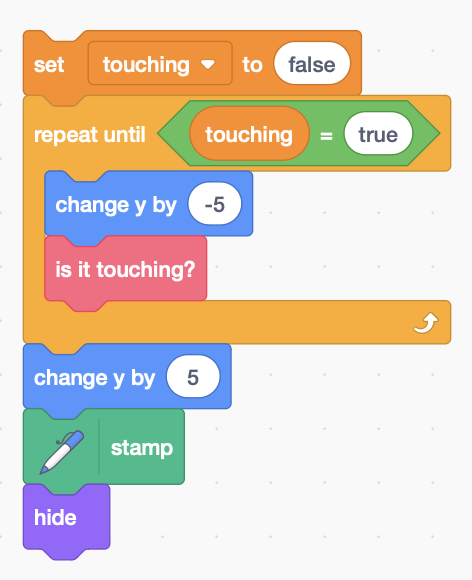 set touching to false
repeat until touching = true
change y by -5
is it touching?
change y by 5
stamp
hide